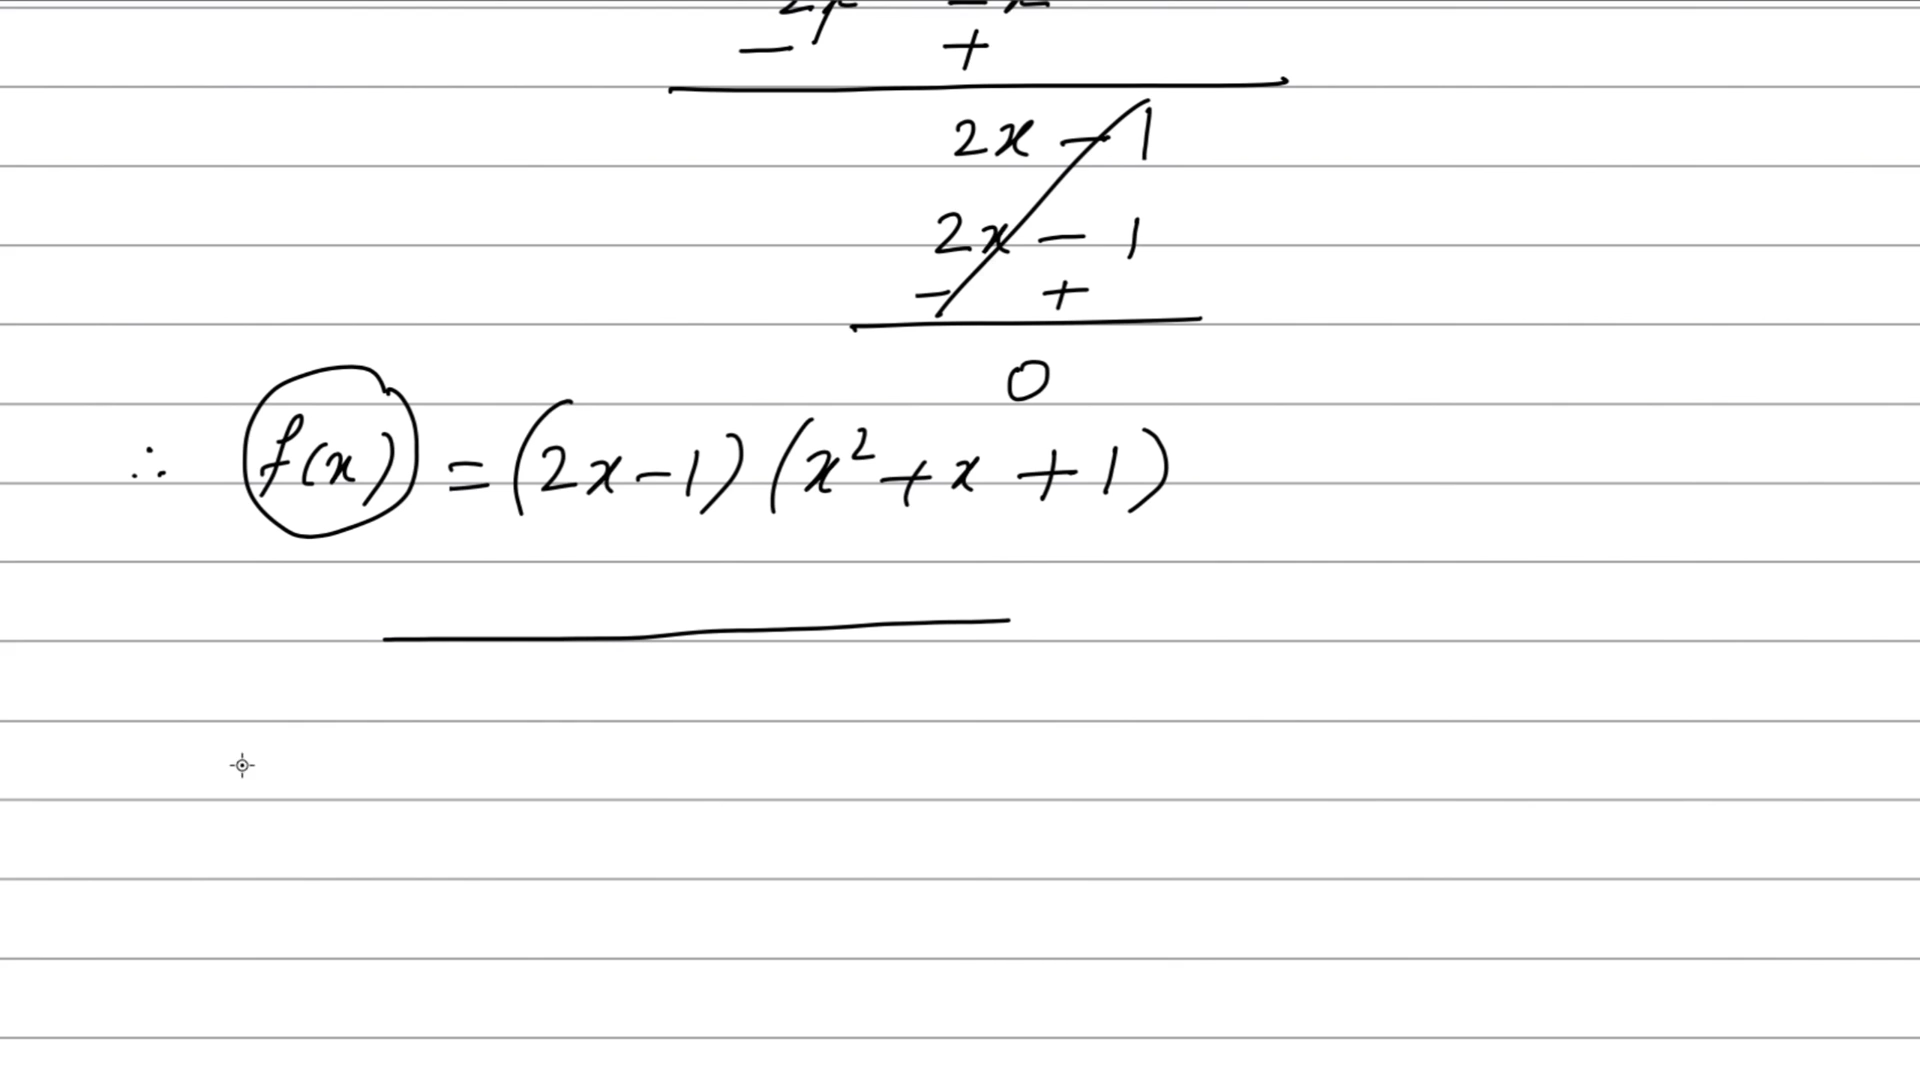 − +
2x − 1
2x − 1
− +
0
∴ f(x) = (2x−1)(x²+x+1)